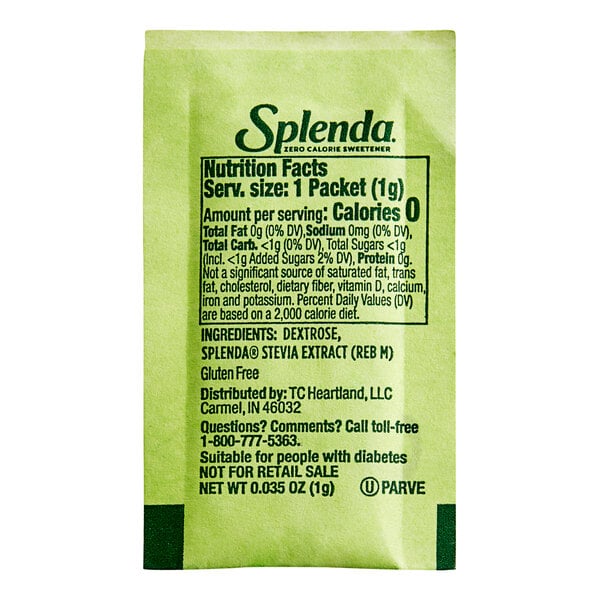 Splenda®
ZERO CALORIE SWEETENER
Nutrition Facts
Serv. size: 1 Packet (1g)
Amount per serving: Calories 0
Total Fat 0g (0% DV), Sodium 0mg (0% DV),
Total Carb. <1g (0% DV), Total Sugars <1g
(Incl. <1g Added Sugars 2% DV), Protein 0g.
Not a significant source of saturated fat, trans
fat, cholesterol, dietary fiber, vitamin D, calcium,
iron and potassium. Percent Daily Values (DV)
are based on a 2,000 calorie diet.
INGREDIENTS: DEXTROSE,
SPLENDA® STEVIA EXTRACT (REB M)
Gluten Free
Distributed by: TC Heartland, LLC
Carmel, IN 46032
Questions? Comments? Call toll-free
1-800-777-5363.
Suitable for people with diabetes
NOT FOR RETAIL SALE
NET WT 0.035 OZ (1g) Ⓤ PARVE